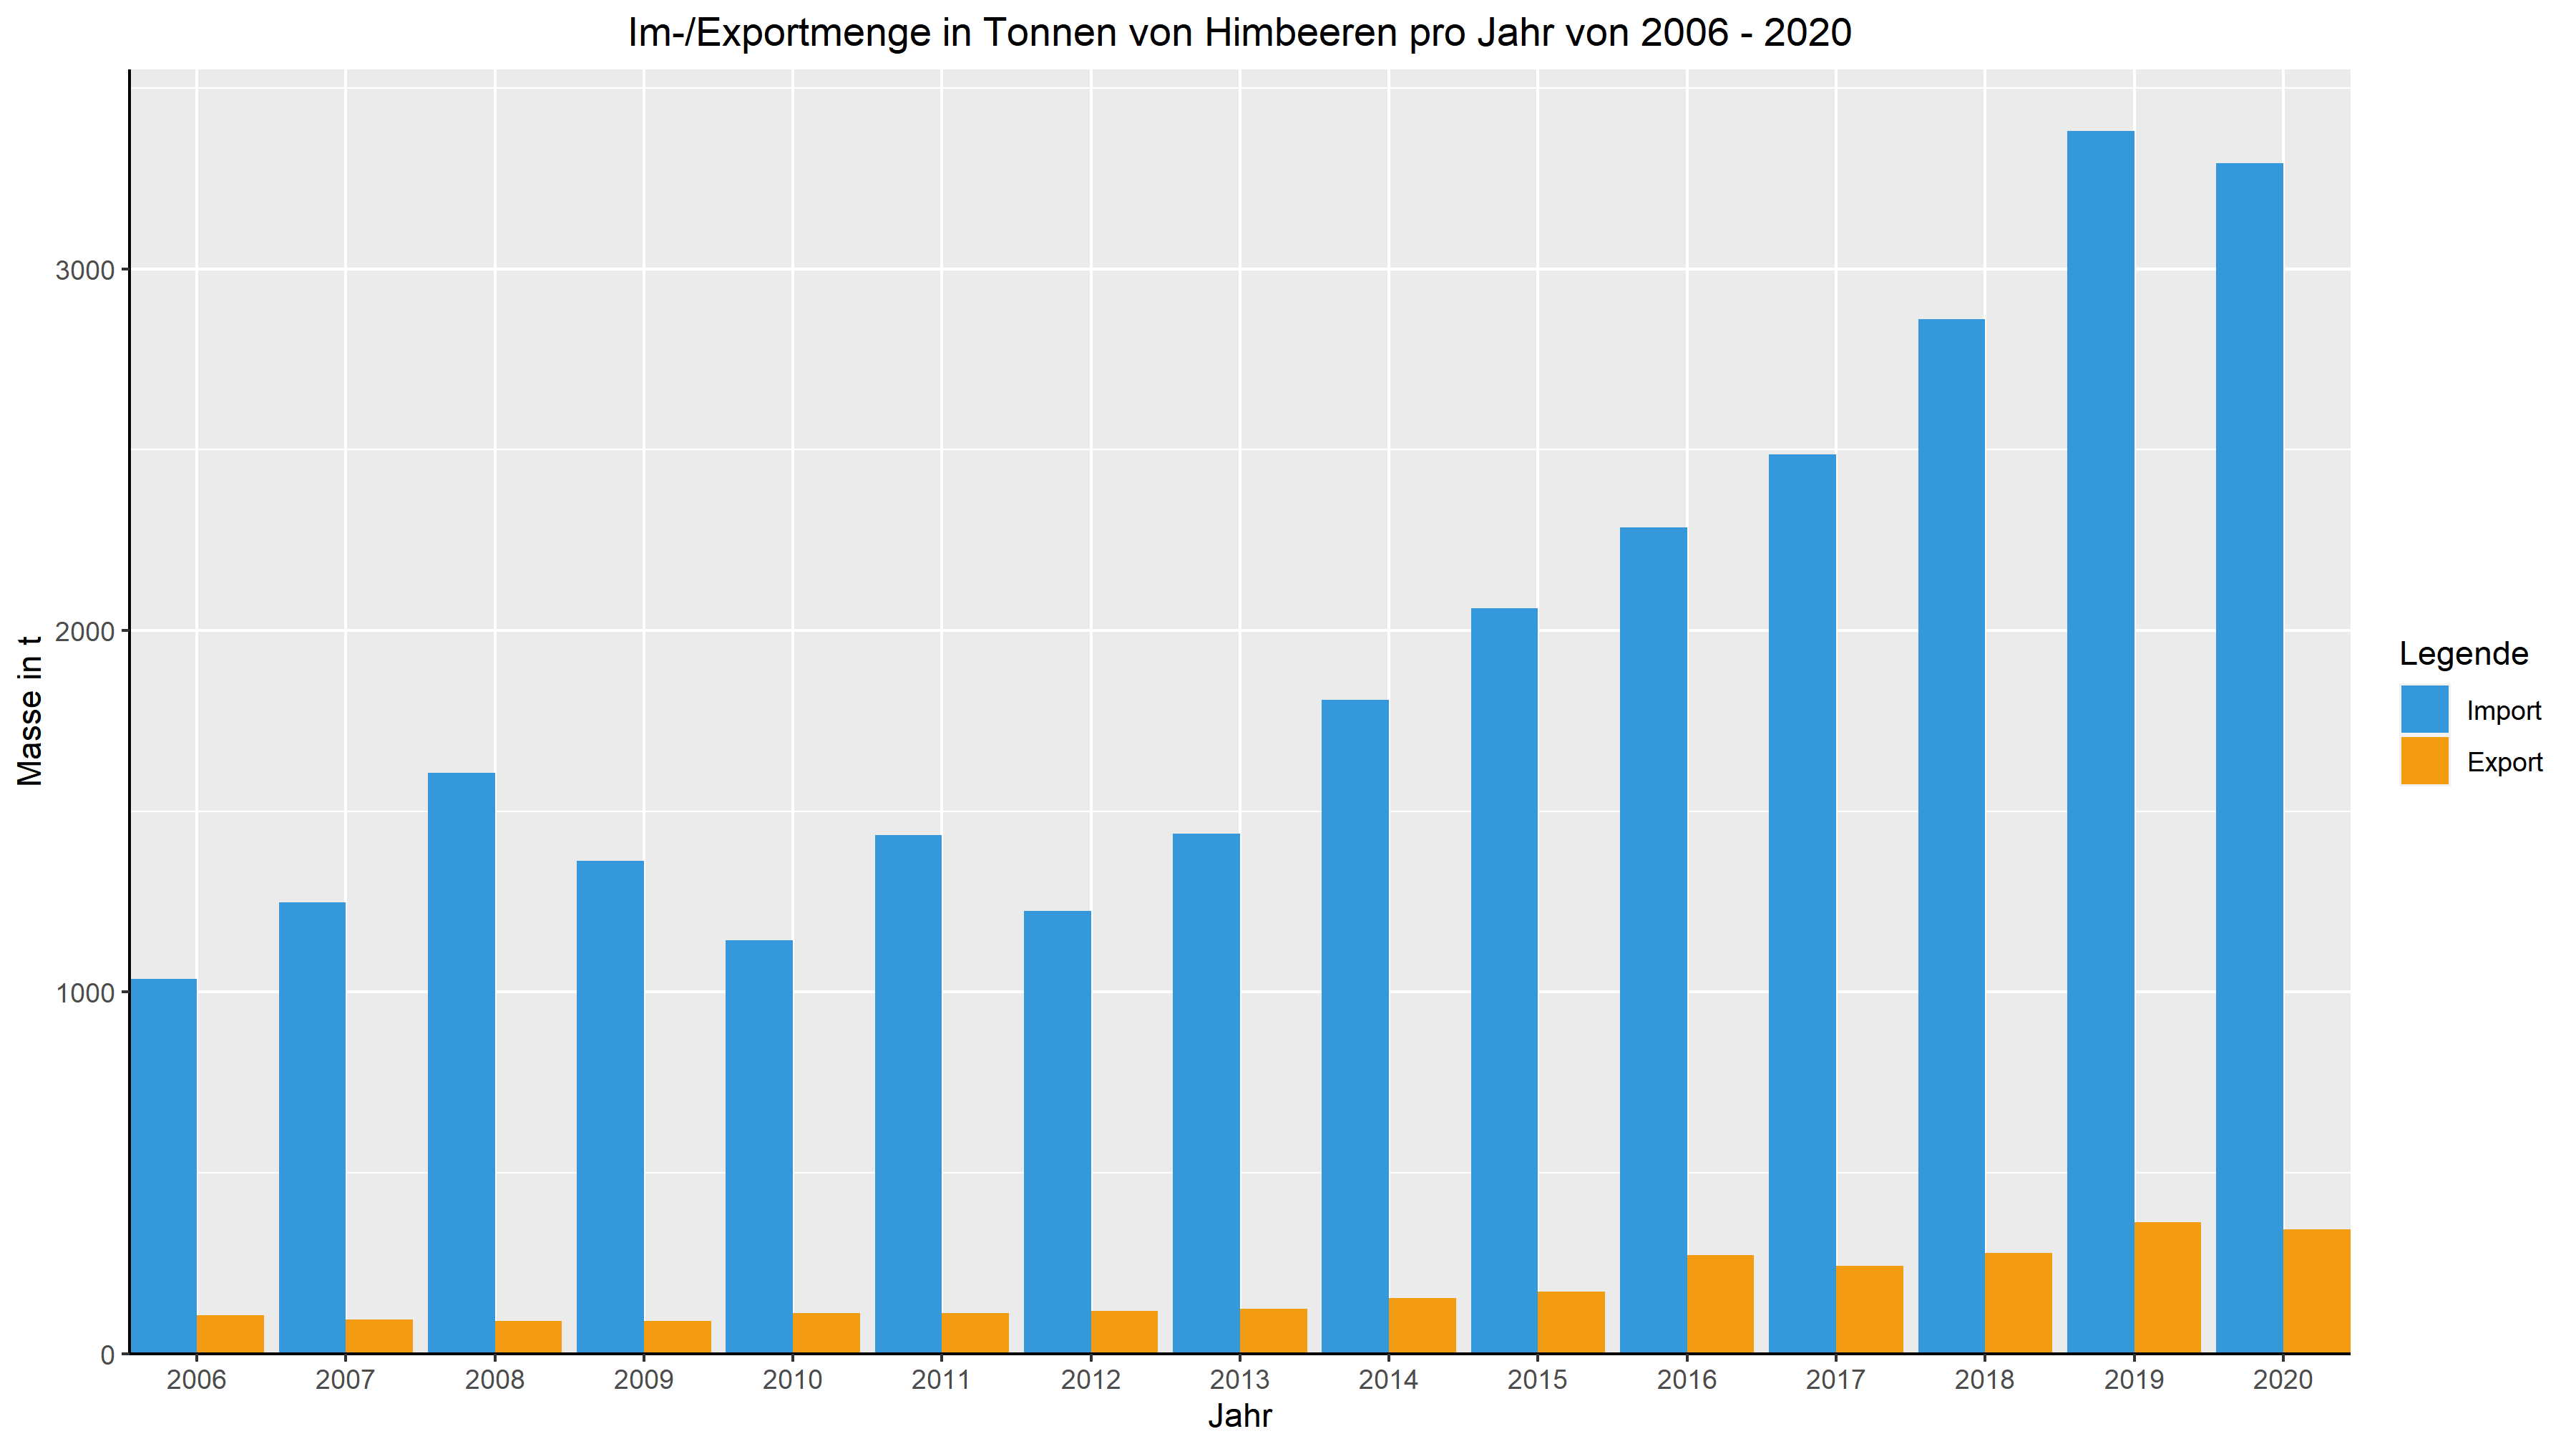 Im-/Exportmenge in Tonnen von Himbeeren pro Jahr von 2006 - 2020
Masse in t
3000
2000
1000
0
2006 2007 2008 2009 2010 2011 2012 2013 2014 2015 2016 2017 2018 2019 2020
Jahr
Legende
Import
Export